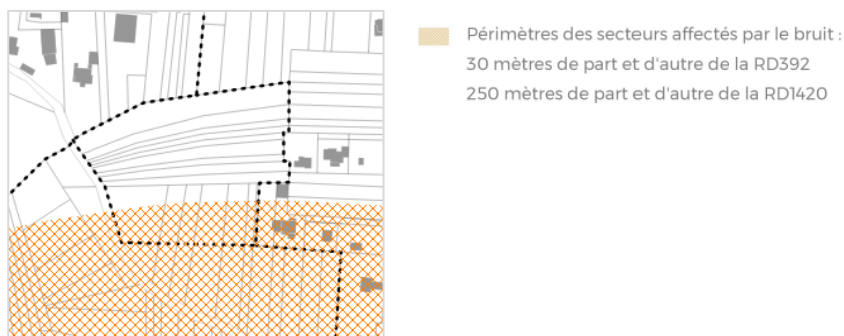 Périmètres des secteurs affectés par le bruit :
30 mètres de part et d'autre de la RD392
250 mètres de part et d'autre de la RD1420